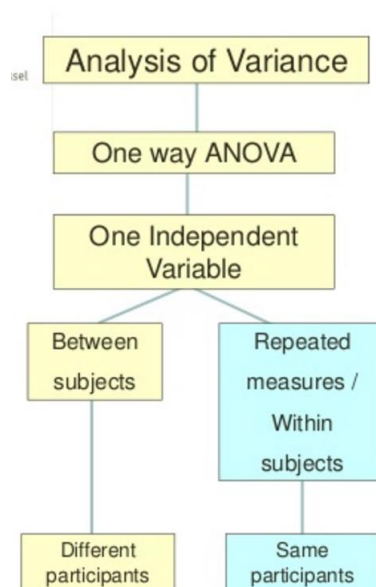 Analysis of Variance
One way ANOVA
One Independent
Variable
Between
subjects
Repeated
measures /
Within
subjects
Different
participants
Same
participants